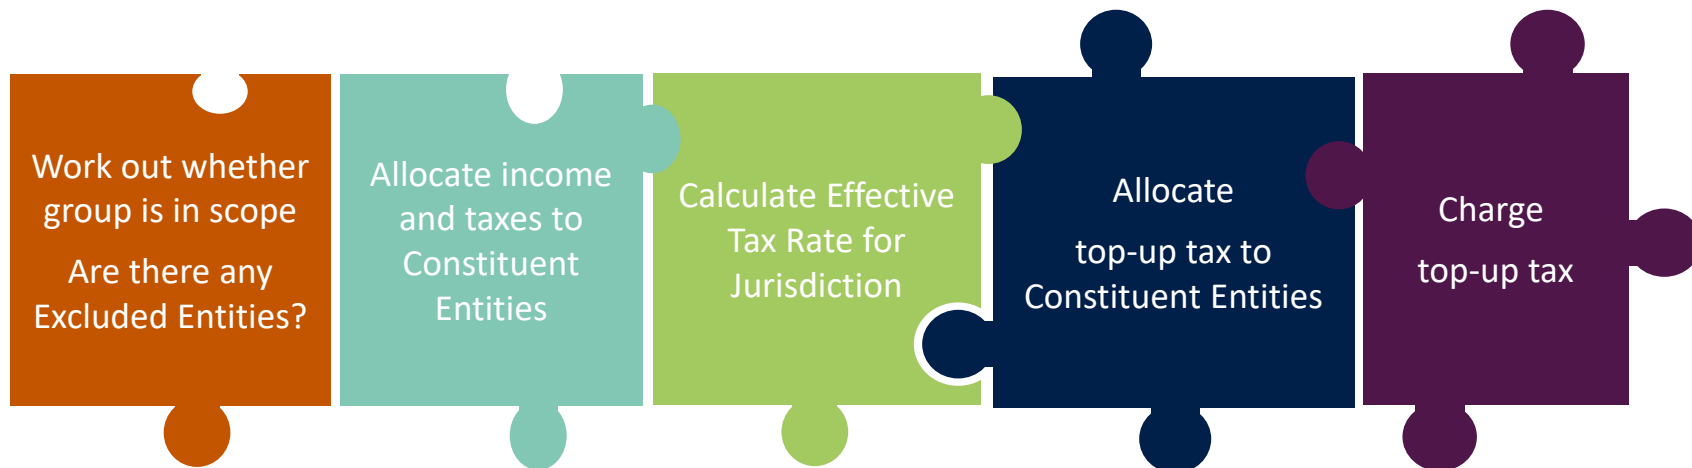 Work out whether
group is in scope
Are there any
Excluded Entities?
Allocate income
and taxes to
Constituent
Entities
Calculate Effective
Tax Rate for
Jurisdiction
Allocate
top-up tax to
Constituent Entities
Charge
top-up tax